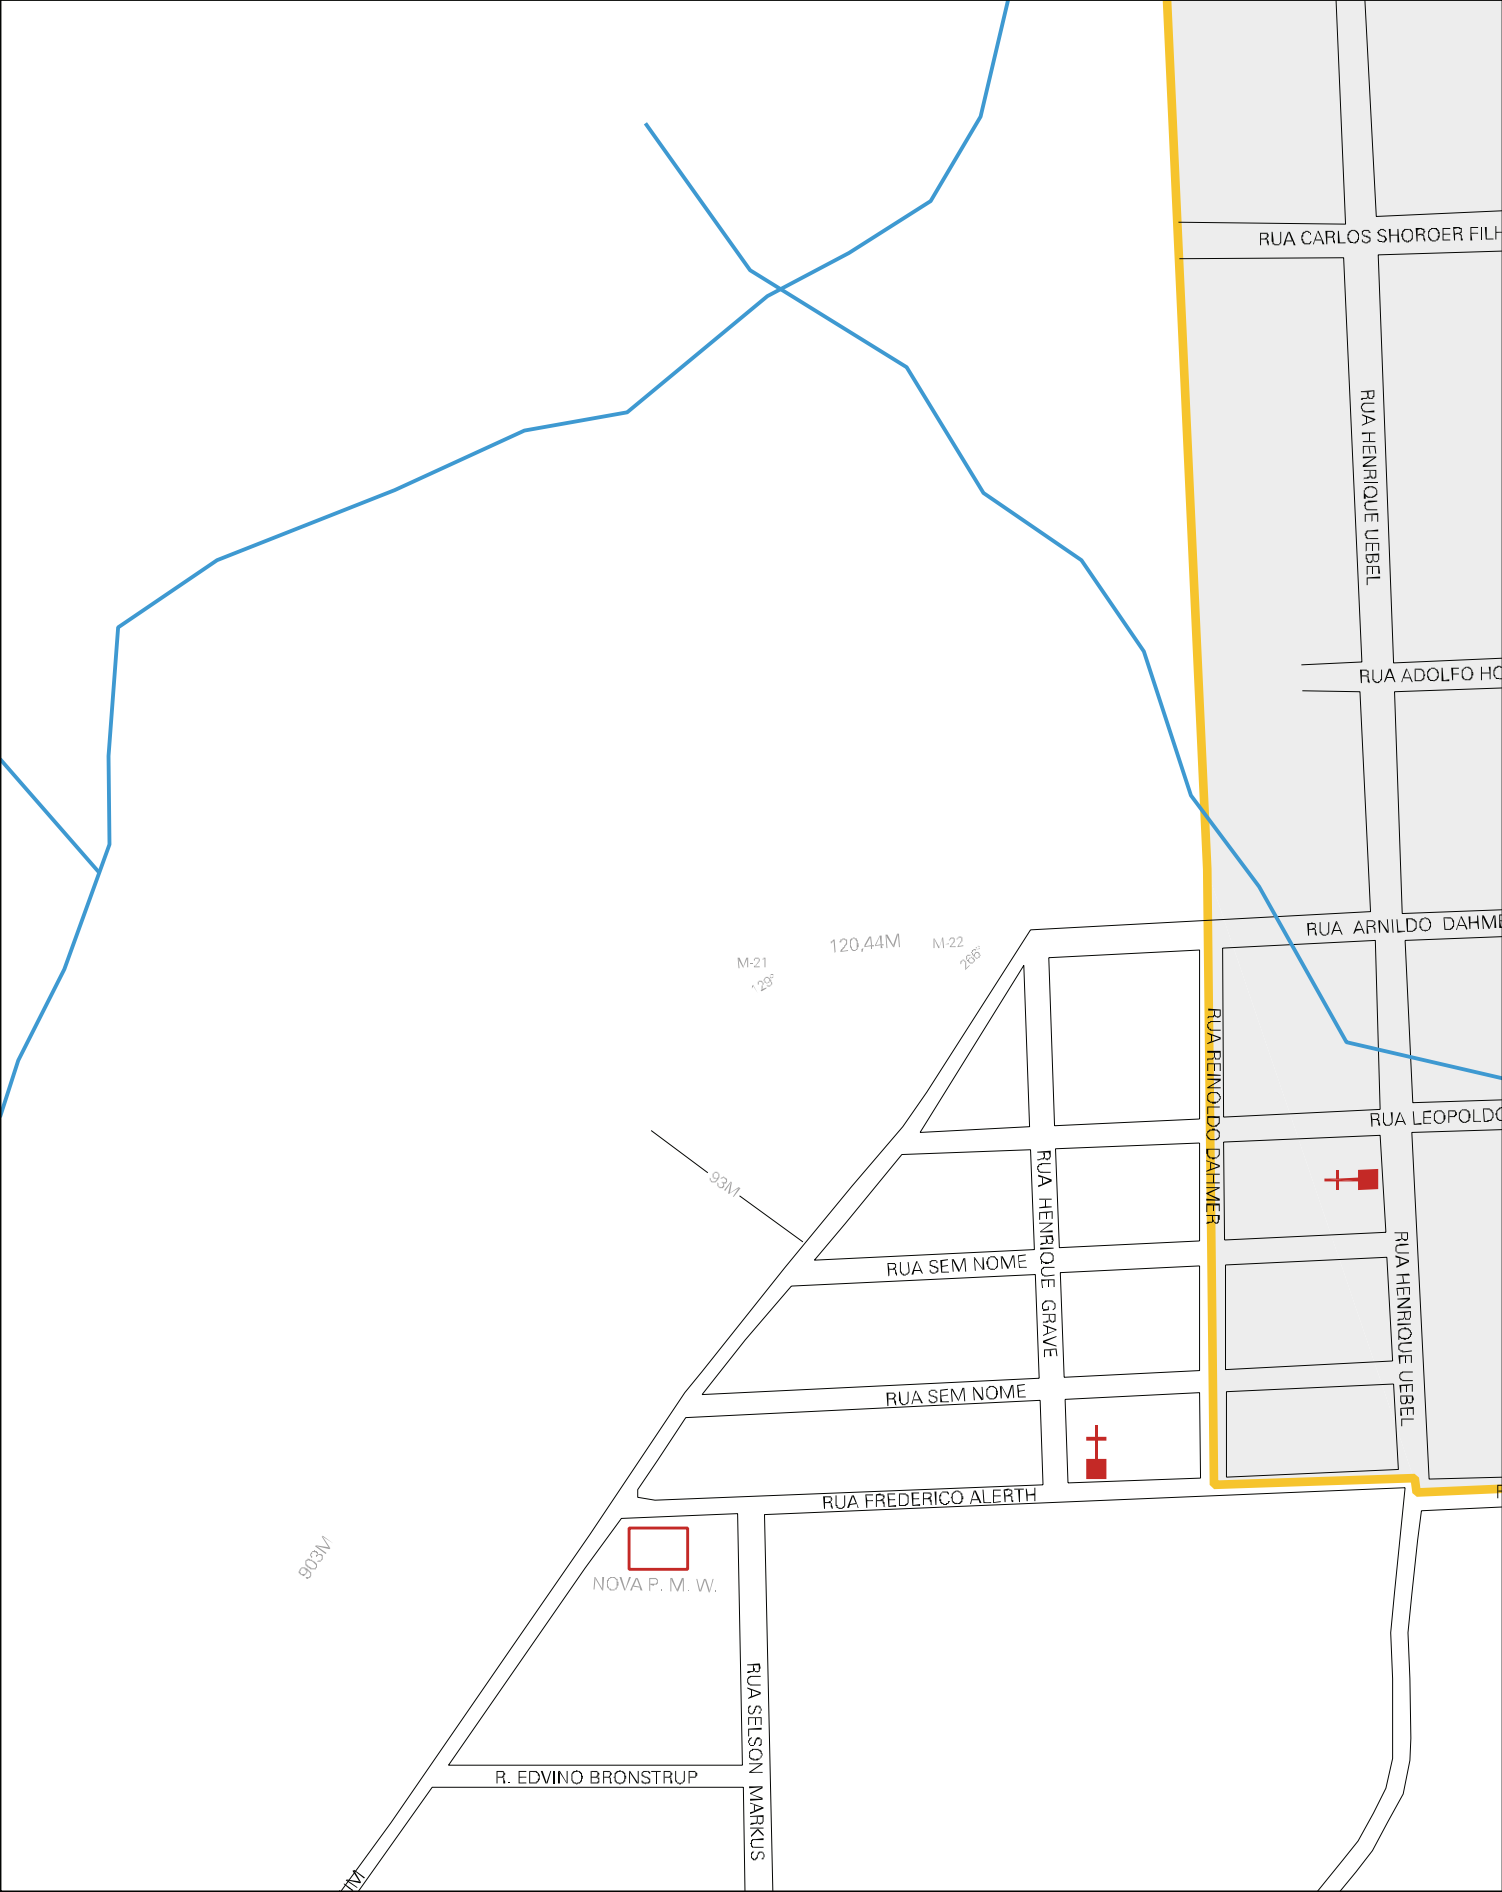 RUA CARLOS SHOROER FILH
RUA HENRIQUE UEBEL
RUA ADOLFO HO
RUA ARNILDO DAHME
120,44M
M-22
M-21
266°
129°
RUA REINOLDO DAHMER
RUA LEOPOLDO
RUA HENRIQUE GRAVE
93M
RUA HENRIQUE UEBEL
RUA SEM NOME
RUA SEM NOME
RUA FREDERICO ALERTH
903M
NOVA P. M. W.
RUA SELSON MARKUS
R. EDVINO BRONSTRUP